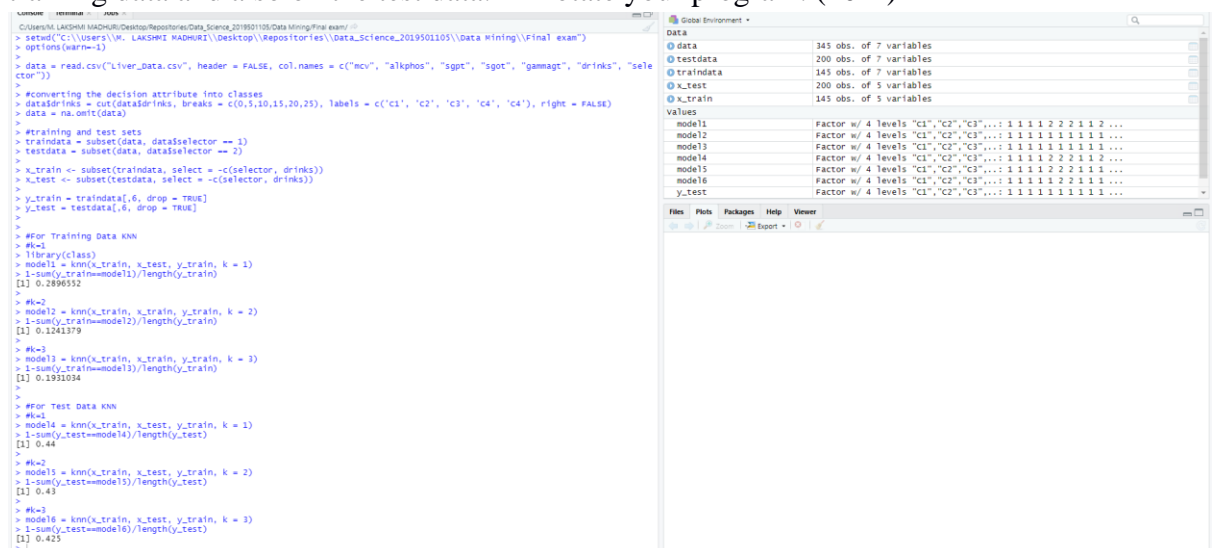 training data and also on the test data. Annotate your program. (
Console Terminal × Jobs ×
C:/Users/M. LAKSHMI MADHURI/Desktop/Repositories/Data_Science_2019501105/Data Mining/Final exam/
> setwd("C:\\Users\\M. LAKSHMI MADHURI\\Desktop\\Repositories\\Data_Science_2019501105\\Data Mining\\Final exam")
> options(warn=-1)
>
> data = read.csv("Liver_Data.csv", header = FALSE, col.names = c("mcv", "alkphos", "sgpt", "sgot", "gammagt", "drinks", "sele
ctor"))
>
> #converting the decision attribute into classes
> data$drinks = cut(data$drinks, breaks = c(0,5,10,15,20,25), labels = c('C1', 'C2', 'C3', 'C4', 'C4'), right = FALSE)
> data = na.omit(data)
>
> #training and test sets
> traindata = subset(data, data$selector == 1)
> testdata = subset(data, data$selector == 2)
>
> x_train <- subset(traindata, select = -c(selector, drinks))
> x_test <- subset(testdata, select = -c(selector, drinks))
>
> y_train = traindata[,6, drop = TRUE]
> y_test = testdata[,6, drop = TRUE]
>
>
> #For Training Data KNN
> #k=1
> library(class)
> model1 = knn(x_train, x_test, y_train, k = 1)
> 1-sum(y_train==model1)/length(y_train)
[1] 0.2896552
>
> #k=2
> model2 = knn(x_train, x_train, y_train, k = 2)
> 1-sum(y_train==model2)/length(y_train)
[1] 0.1241379
>
> #k=3
> model3 = knn(x_train, x_train, y_train, k = 3)
> 1-sum(y_train==model3)/length(y_train)
[1] 0.1931034
>
>
> #For Test Data KNN
> #k=1
> model4 = knn(x_train, x_test, y_train, k = 1)
> 1-sum(y_test==model4)/length(y_test)
[1] 0.44
>
> #k=2
> model5 = knn(x_train, x_test, y_train, k = 2)
> 1-sum(y_test==model5)/length(y_test)
[1] 0.43
>
> #k=3
> model6 = knn(x_train, x_test, y_train, k = 3)
> 1-sum(y_test==model6)/length(y_test)
[1] 0.425
Global Environment
Data
data 345 obs. of 7 variables
testdata 200 obs. of 7 variables
traindata 145 obs. of 7 variables
x_test 200 obs. of 5 variables
x_train 145 obs. of 5 variables
values
model1 Factor w/ 4 levels "C1","C2","C3",..: 1 1 1 1 2 2 2 1 1 2 ...
model2 Factor w/ 4 levels "C1","C2","C3",..: 1 1 1 1 1 1 1 1 1 1 ...
model3 Factor w/ 4 levels "C1","C2","C3",..: 1 1 1 1 1 1 1 1 1 1 ...
model4 Factor w/ 4 levels "C1","C2","C3",..: 1 1 1 1 2 2 2 1 1 2 ...
model5 Factor w/ 4 levels "C1","C2","C3",..: 1 1 1 1 2 2 2 1 1 1 ...
model6 Factor w/ 4 levels "C1","C2","C3",..: 1 1 1 1 1 2 2 1 1 1 ...
y_test Factor w/ 4 levels "C1","C2","C3",..: 1 1 1 1 1 1 1 1 1 1 ...
Files Plots Packages Help Viewer
Zoom Export